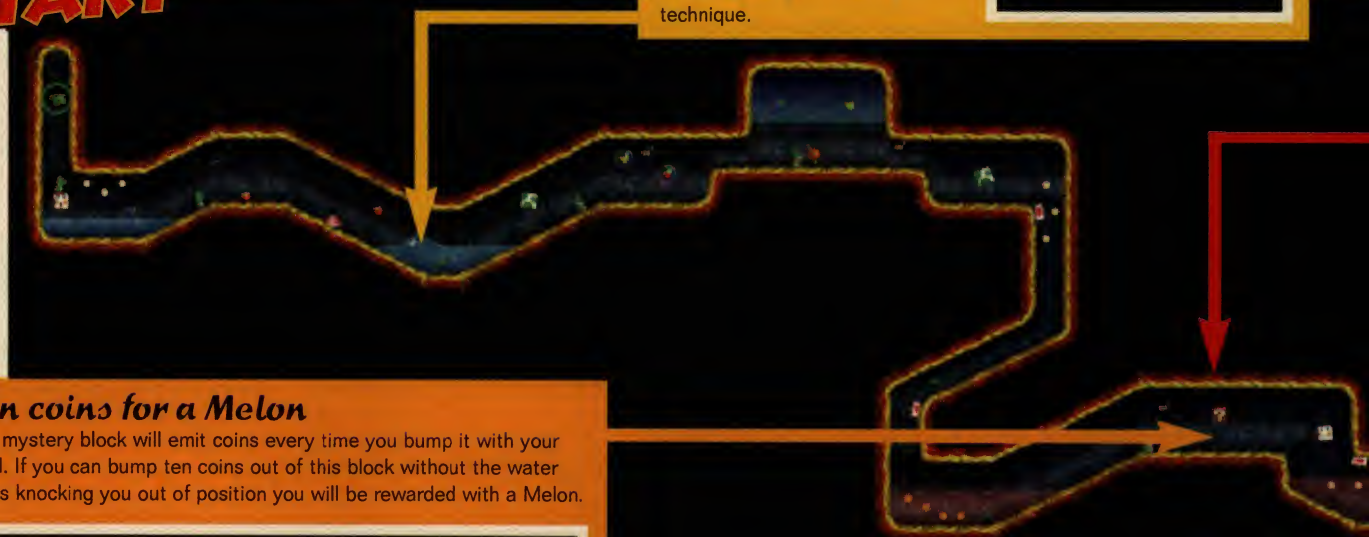 technique.
n coins for a Melon
mystery block will emit coins every time you bump it with your
If you can bump ten coins out of this block without the water
s knocking you out of position you will be rewarded with a Melon.